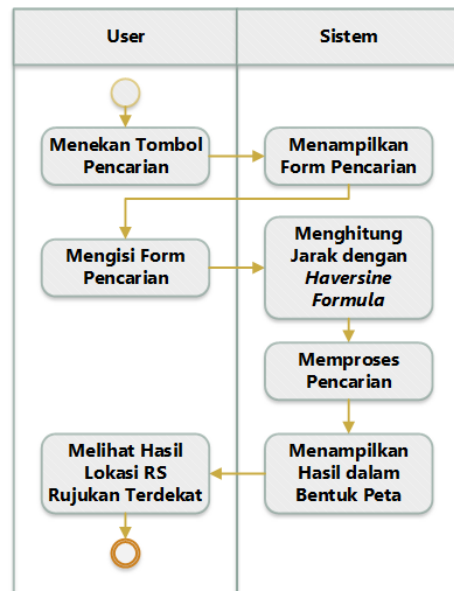 User
Sistem
Menekan Tombol
Pencarian
Menampilkan
Form Pencarian
Mengisi Form
Pencarian
Menghitung
Jarak dengan
Haversine
Formula
Memproses
Pencarian
Menampilkan
Hasil dalam
Bentuk Peta
Melihat Hasil
Lokasi RS
Rujukan Terdekat